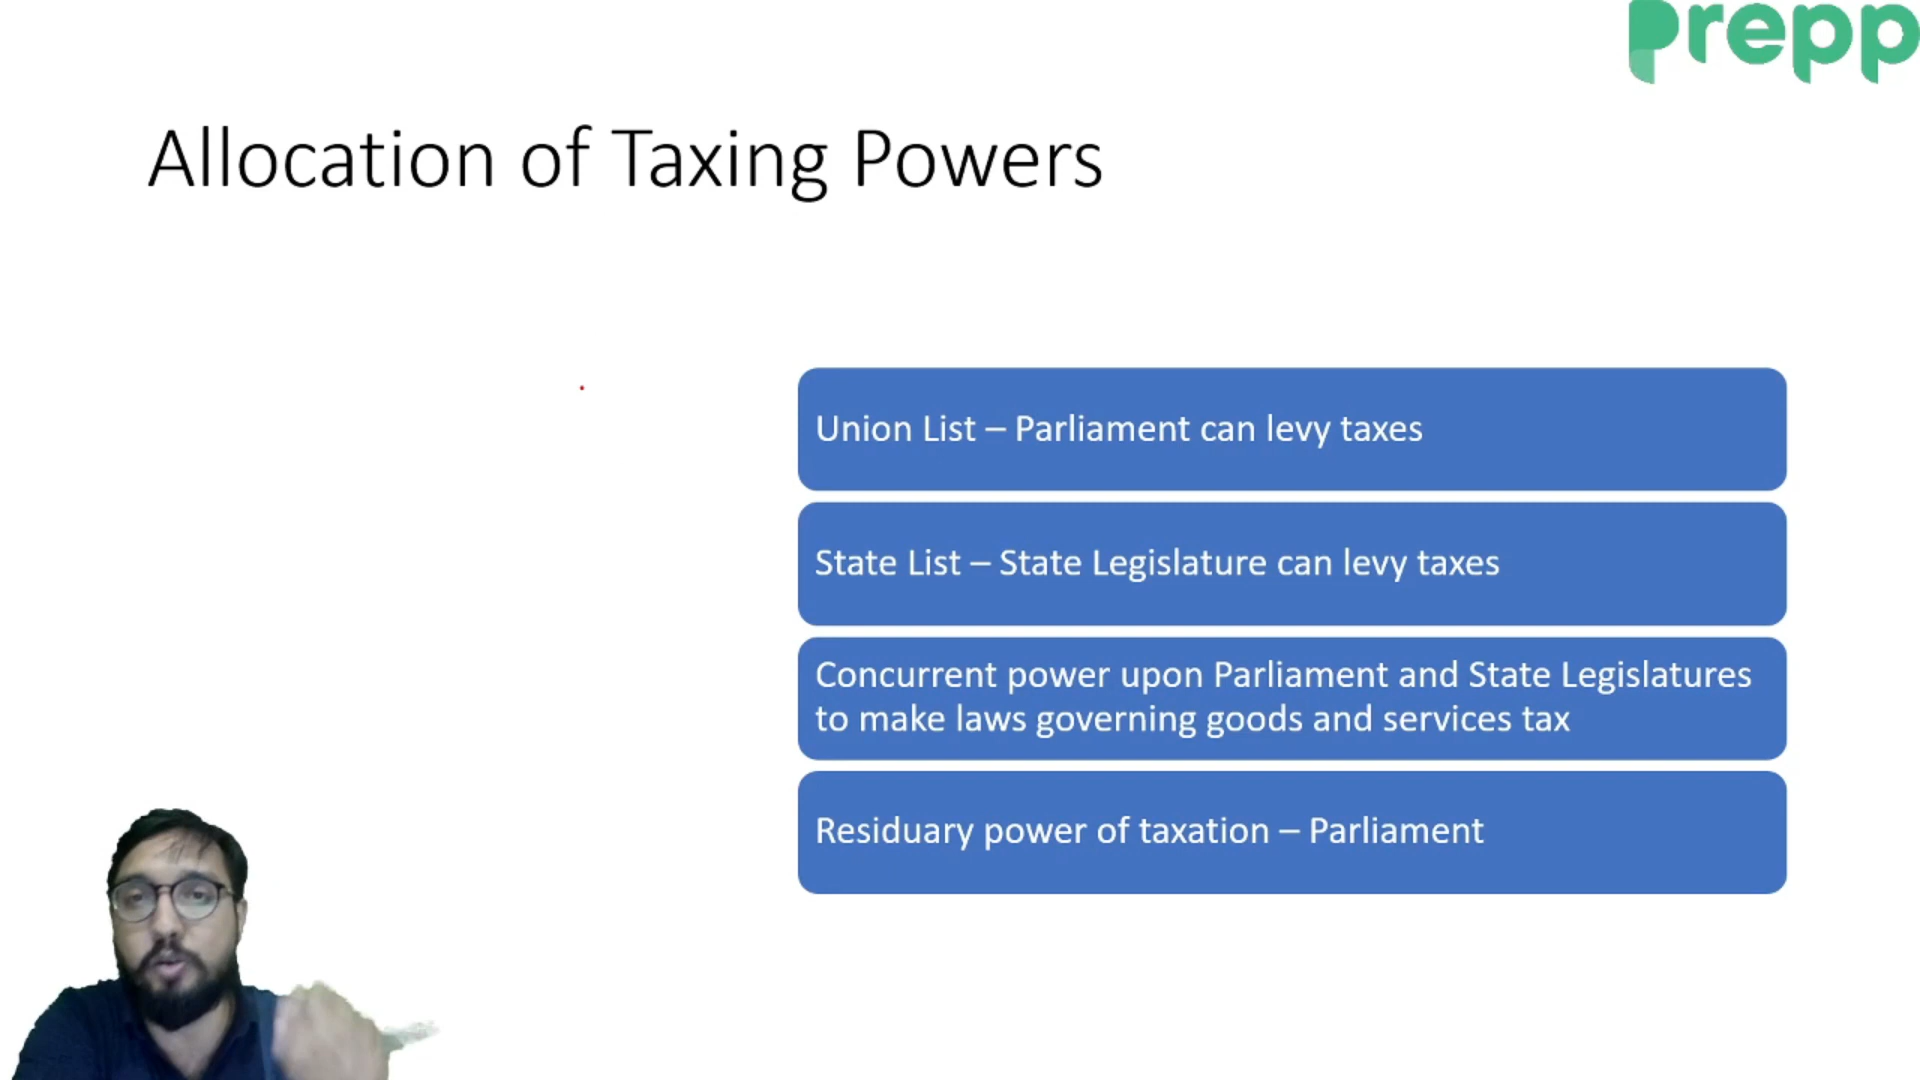 prepp
Allocation of Taxing Powers
Union List – Parliament can levy taxes
State List – State Legislature can levy taxes
Concurrent power upon Parliament and State Legislatures
to make laws governing goods and services tax
Residuary power of taxation – Parliament